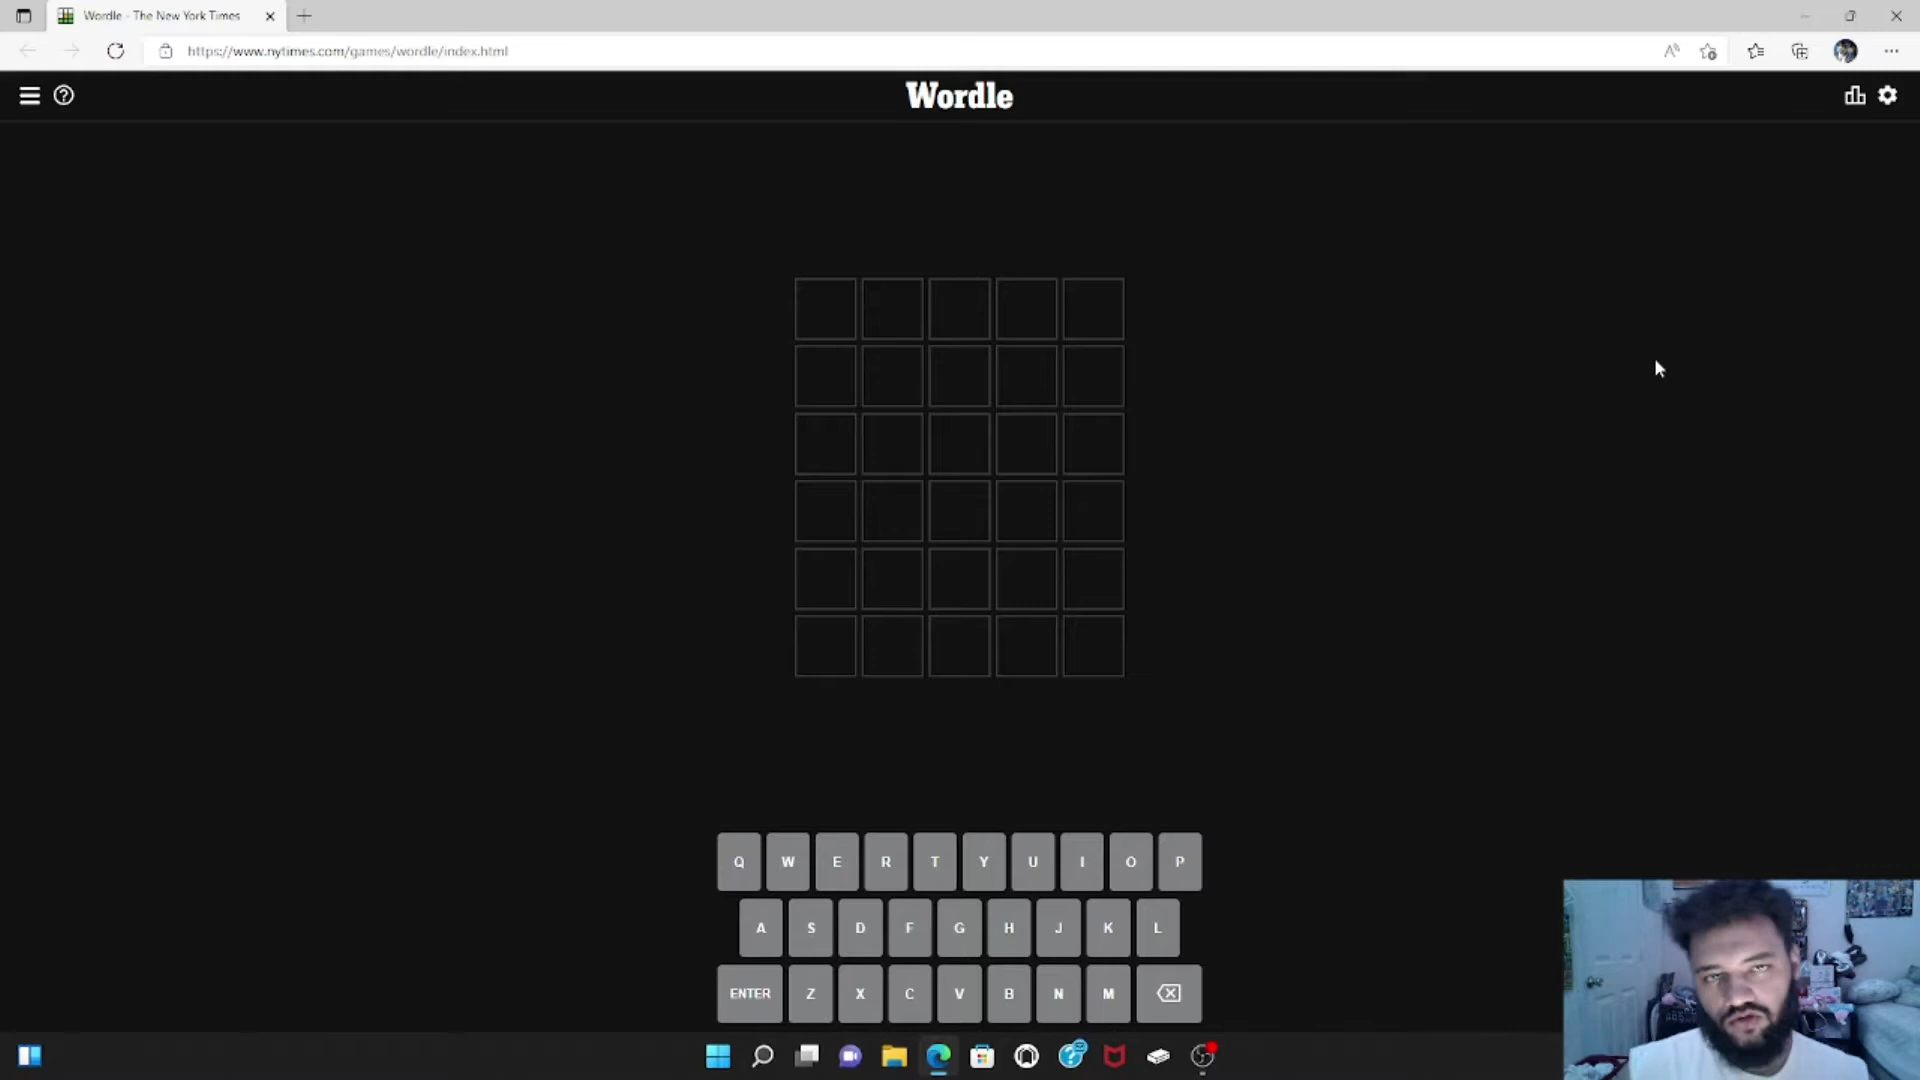 Wordle - The New York Times
https://www.nytimes.com/games/wordle/index.html
Wordle
Q W E R T Y U I O P
A S D F G H J K L
ENTER Z X C V B N M